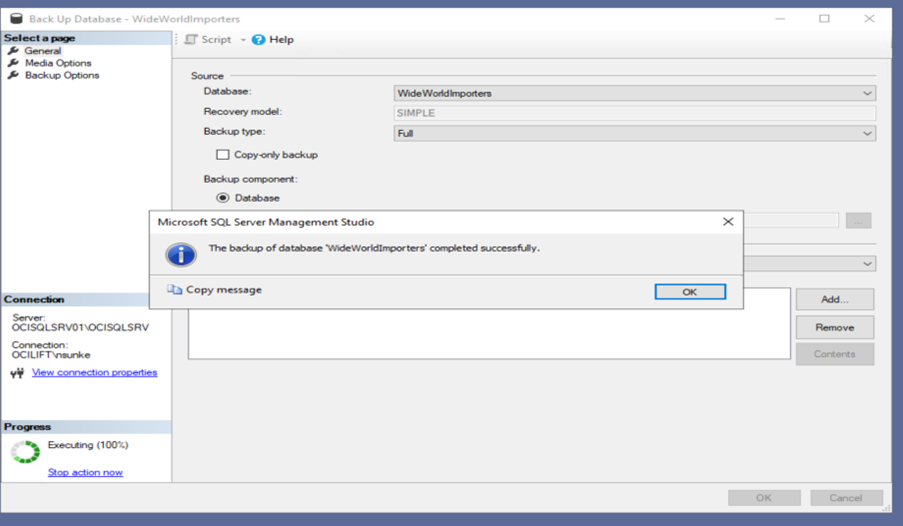 Back Up Database - WideWorldImporters
Select a page
General
Media Options
Backup Options
Script
Help
Source
Database:
WideWorldImporters
Recovery model:
SIMPLE
Backup type:
Full
Copy-only backup
Backup component:
Database
...
Microsoft SQL Server Management Studio
The backup of database 'WideWorldImporters' completed successfully.
Copy message
OK
Add...
Remove
Contents
Connection
Server:
OCISQLSRV01\OCISQLSRV
Connection:
OCILIFT\nsunke
View connection properties
Progress
Executing (100%)
Stop action now
OK
Cancel